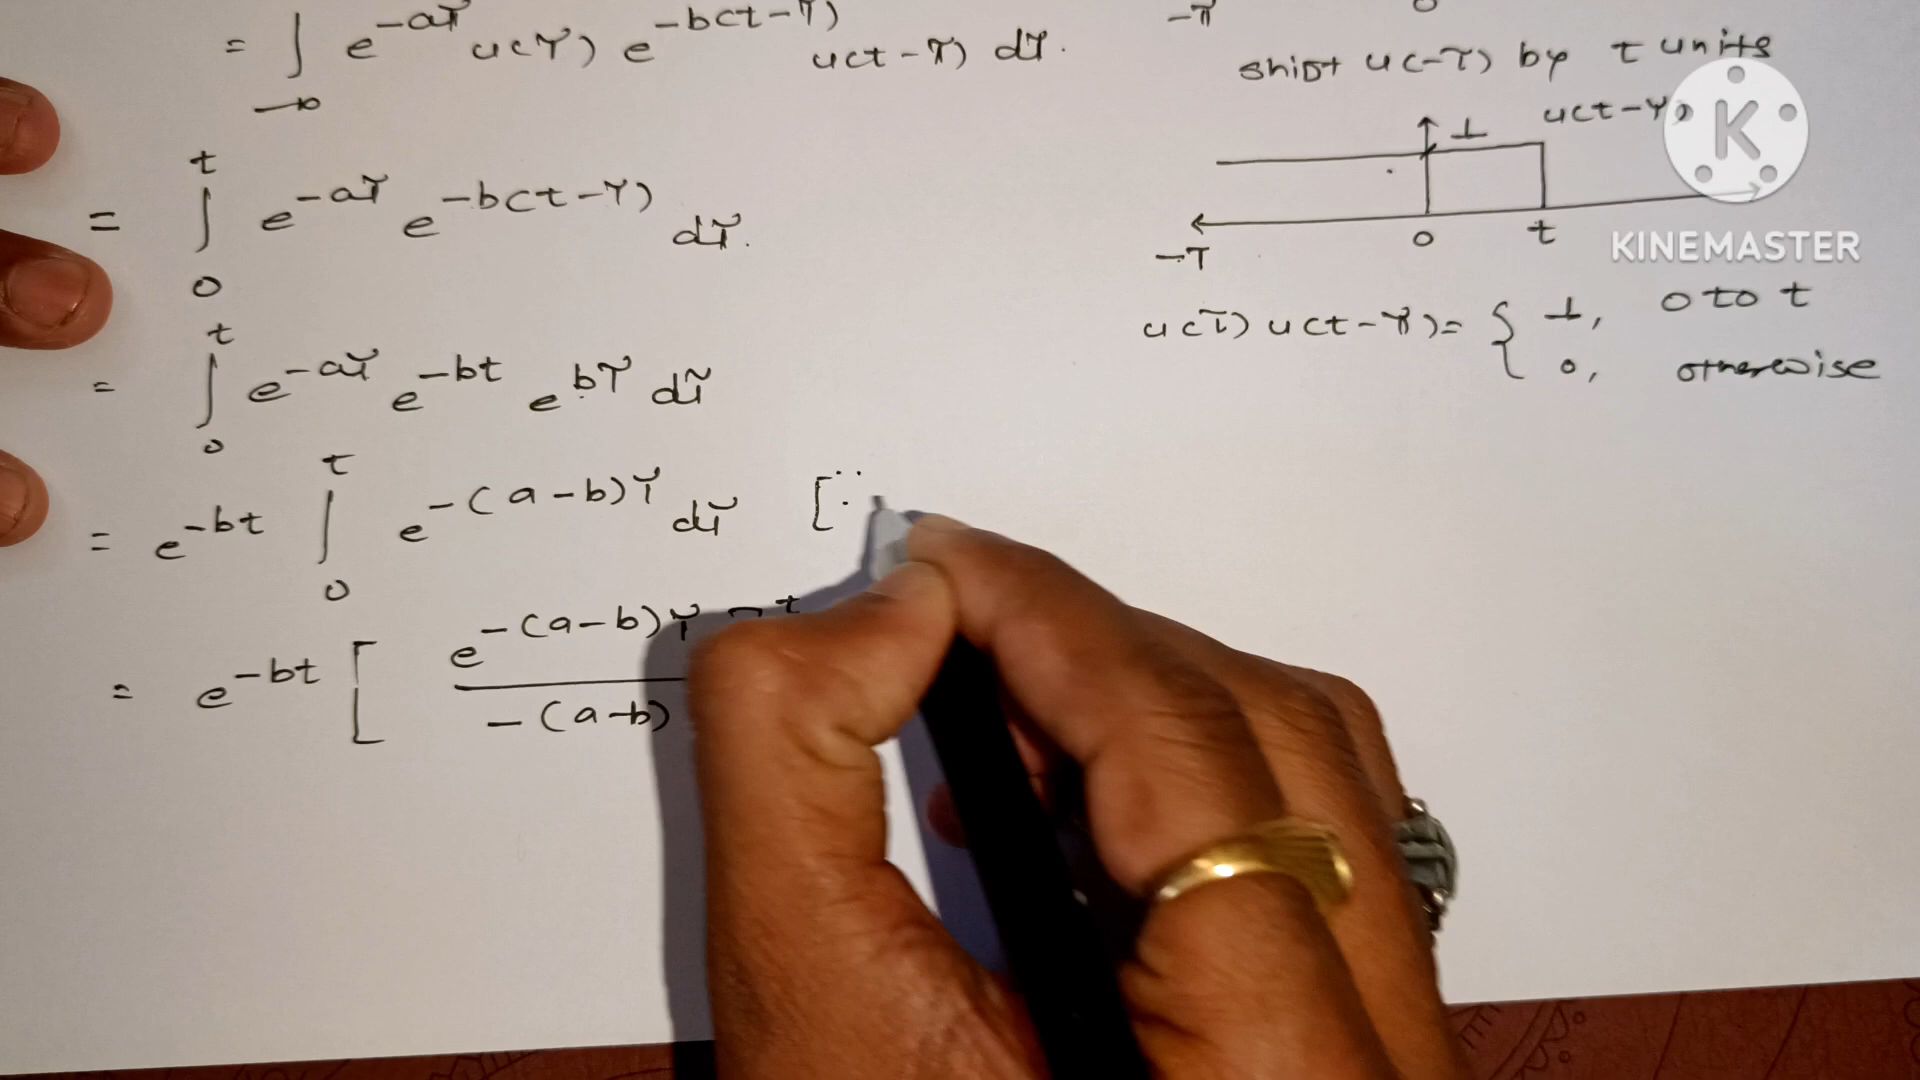 = ∫ e^-aτ u(τ) e^-b(t-τ) u(t-τ) dτ.
-∞
t
= ∫ e^-aτ e^-b(t-τ) dτ.
0
t
= ∫ e^-aτ e^-bt e^bτ dτ
0
t
= e^-bt ∫ e^-(a-b)τ dτ [∵
0
= e^-bt [ e^-(a-b)τ ] t
-(a-b)
-τ 0
shift u(-τ) by t units
u(t-τ)
1
0 t
-τ
u(τ) u(t-τ) = { 1, 0 to t
0, otherwise
K
KINEMASTER